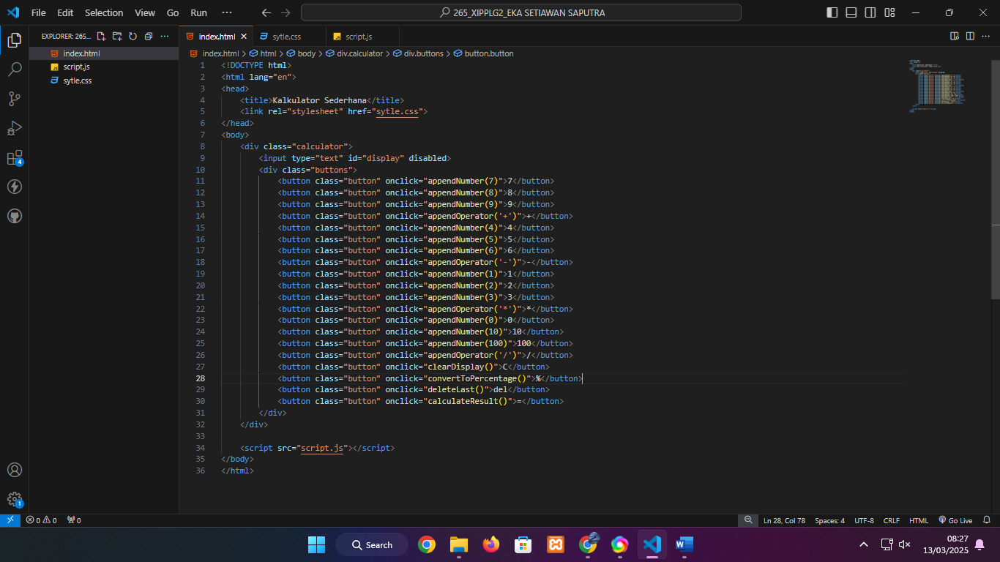 File Edit Selection View Go Run ··· 265_XIPPLG2_EKA SETIAWAN SAPUTRA
EXPLORER: 265...
index.html
script.js
sytle.css
index.html sytle.css script.js
index.html > html > body > div.calculator > div.buttons > button.button
1 <!DOCTYPE html>
2 <html lang="en">
3 <head>
4 <title>Kalkulator Sederhana</title>
5 <link rel="stylesheet" href="sytle.css">
6 </head>
7 <body>
8 <div class="calculator">
9 <input type="text" id="display" disabled>
10 <div class="buttons">
11 <button class="button" onclick="appendNumber(7)">7</button>
12 <button class="button" onclick="appendNumber(8)">8</button>
13 <button class="button" onclick="appendNumber(9)">9</button>
14 <button class="button" onclick="appendOperator('+')">+</button>
15 <button class="button" onclick="appendNumber(4)">4</button>
16 <button class="button" onclick="appendNumber(5)">5</button>
17 <button class="button" onclick="appendNumber(6)">6</button>
18 <button class="button" onclick="appendOperator('-')">-</button>
19 <button class="button" onclick="appendNumber(1)">1</button>
20 <button class="button" onclick="appendNumber(2)">2</button>
21 <button class="button" onclick="appendNumber(3)">3</button>
22 <button class="button" onclick="appendOperator('*')">*</button>
23 <button class="button" onclick="appendNumber(0)">0</button>
24 <button class="button" onclick="appendNumber(10)">10</button>
25 <button class="button" onclick="appendNumber(100)">100</button>
26 <button class="button" onclick="appendOperator('/')">/</button>
27 <button class="button" onclick="clearDisplay()">C</button>
28 <button class="button" onclick="convertToPercentage()">%</button>
29 <button class="button" onclick="deleteLast()">del</button>
30 <button class="button" onclick="calculateResult()">=</button>
31 </div>
32 </div>
33
34 <script src="script.js"></script>
35 </body>
36 </html>
4
1
0 0 0 Ln 28, Col 78 Spaces: 4 UTF-8 CRLF HTML Go Live
Search
08:27
13/03/2025